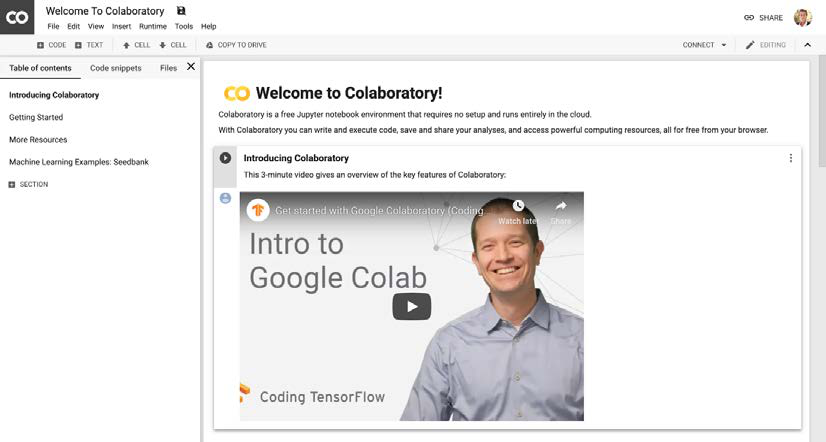 CO
Welcome To Colaboratory
File Edit View Insert Runtime Tools Help
SHARE
CODE TEXT CELL CELL COPY TO DRIVE
CONNECT EDITING
Table of contents Code snippets Files
Introducing Colaboratory
Getting Started
More Resources
Machine Learning Examples: Seedbank
SECTION
CO Welcome to Colaboratory!
Colaboratory is a free Jupyter notebook environment that requires no setup and runs entirely in the cloud.
With Colaboratory you can write and execute code, save and share your analyses, and access powerful computing resources, all for free from your browser.
Introducing Colaboratory
This 3-minute video gives an overview of the key features of Colaboratory:
Get started with Google Colaboratory (Coding...
Watch later Share
Intro to
Google Colab
Coding TensorFlow